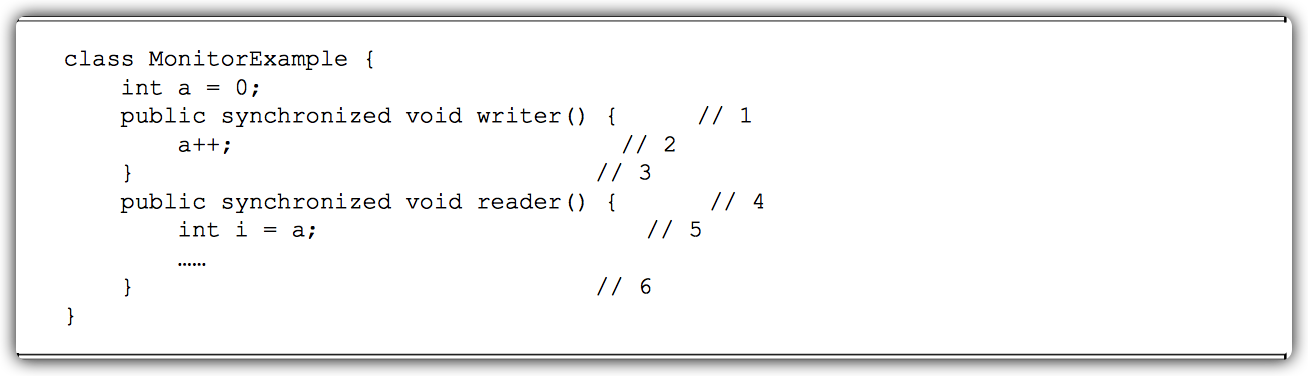 class MonitorExample {
    int a = 0;
    public synchronized void writer() {      // 1
        a++;                            // 2
    }                                 // 3
    public synchronized void reader() {       // 4
        int i = a;                       // 5
        ……
    }                                 // 6
}